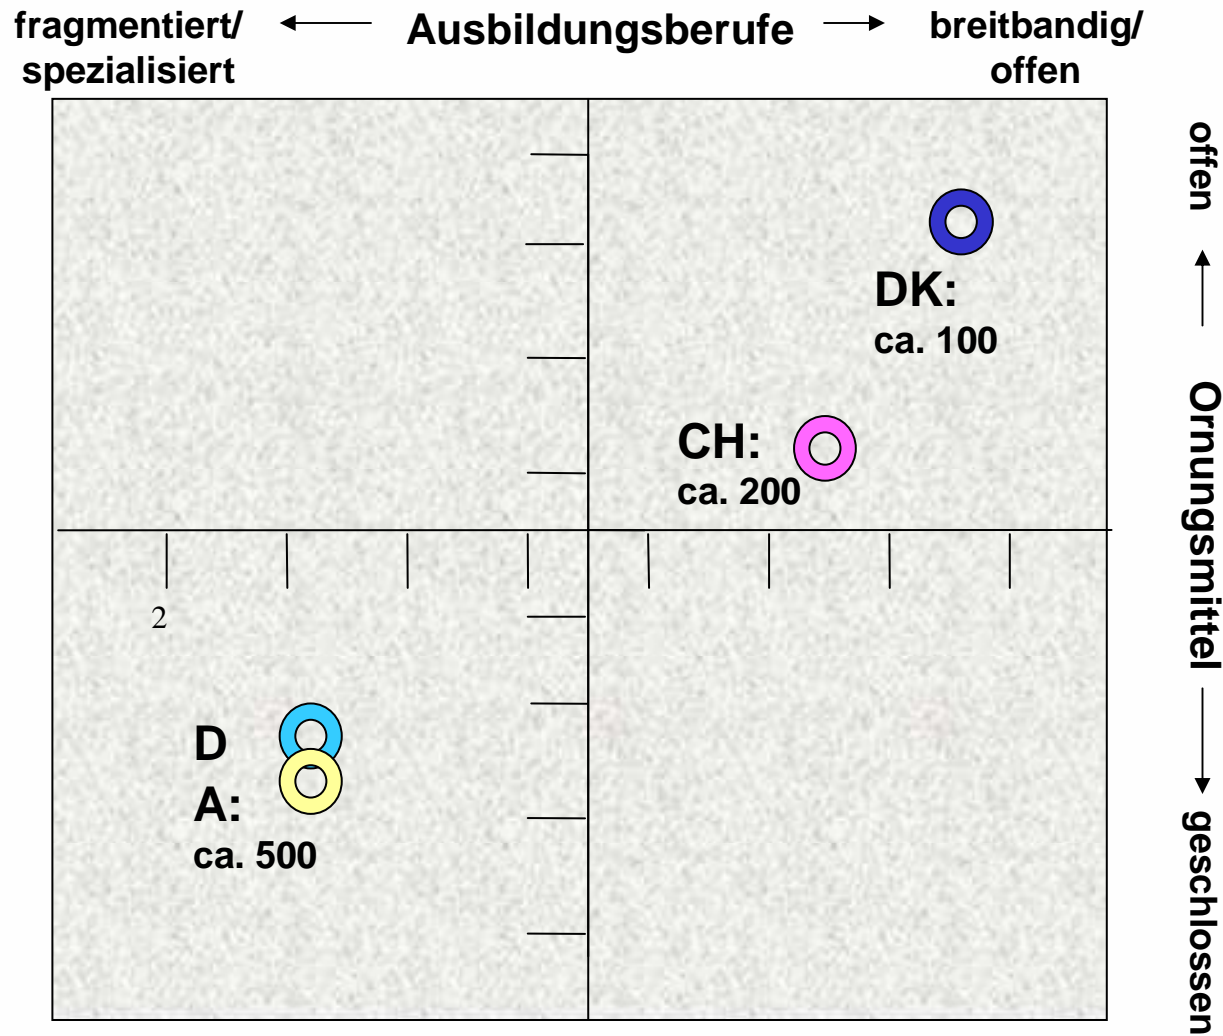 fragmentiert/
spezialisiert
Ausbildungsberufe
breitbandig/
offen
offen
Ornungsmittel
geschlossen
DK:
ca. 100
CH:
ca. 200
2
D
A:
ca. 500